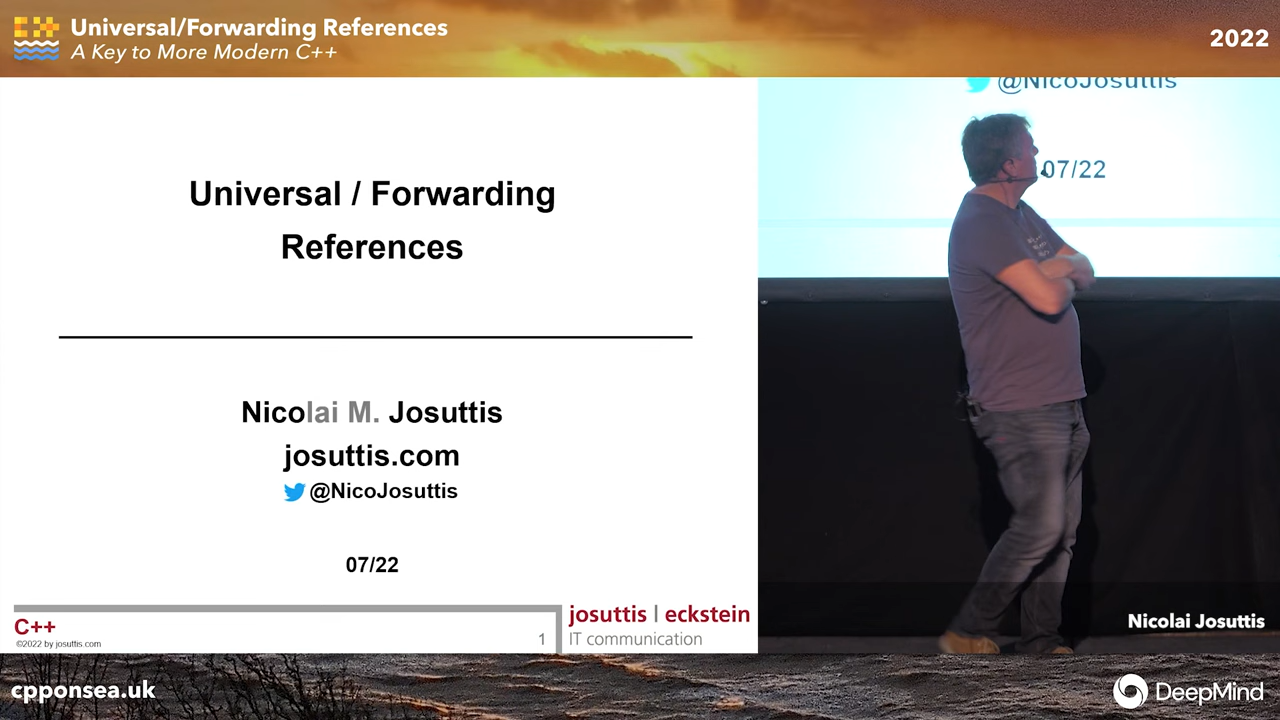 Universal/Forwarding References
A Key to More Modern C++
2022
Universal / Forwarding
References
Nicolai M. Josuttis
josuttis.com
@NicoJosuttis
07/22
C++
©2022 by josuttis.com
1
josuttis | eckstein
IT communication
@NicoJosuttis
07/22
Nicolai Josuttis
cpponsea.uk
DeepMind